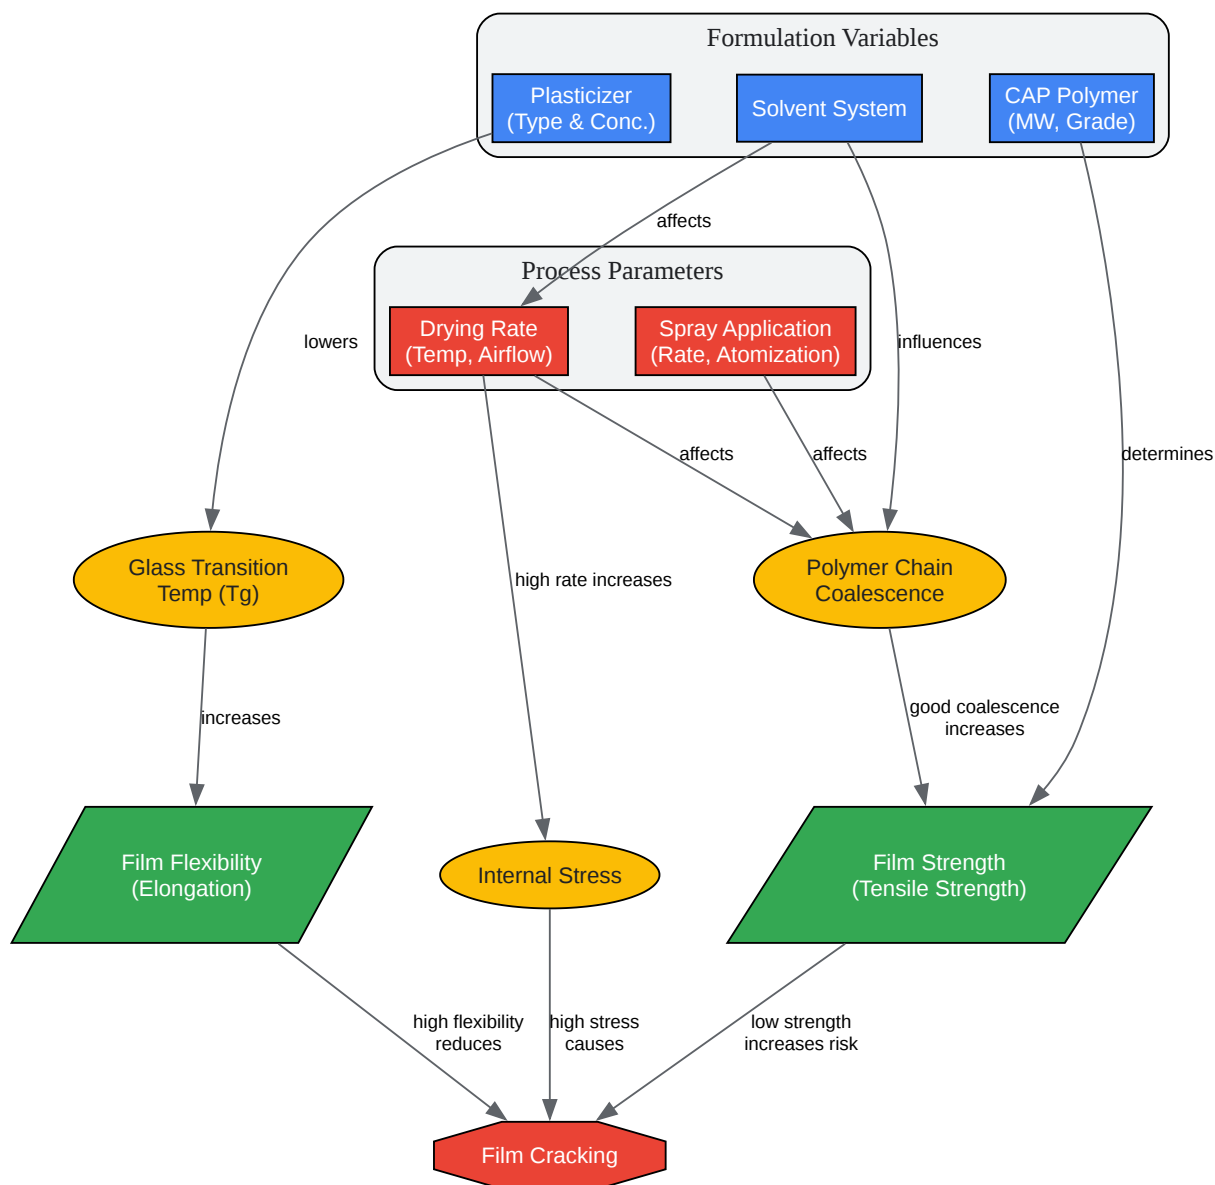 Formulation Variables
Plasticizer
(Type & Conc.)
Solvent System
CAP Polymer
(MW, Grade)
affects
Process Parameters
Drying Rate
(Temp, Airflow)
Spray Application
(Rate, Atomization)
lowers
influences
affects
affects
determines
Glass Transition
Temp (Tg)
high rate increases
Polymer Chain
Coalescence
increases
good coalescence
increases
Film Flexibility
(Elongation)
Internal Stress
Film Strength
(Tensile Strength)
high flexibility
reduces
high stress
causes
low strength
increases risk
Film Cracking